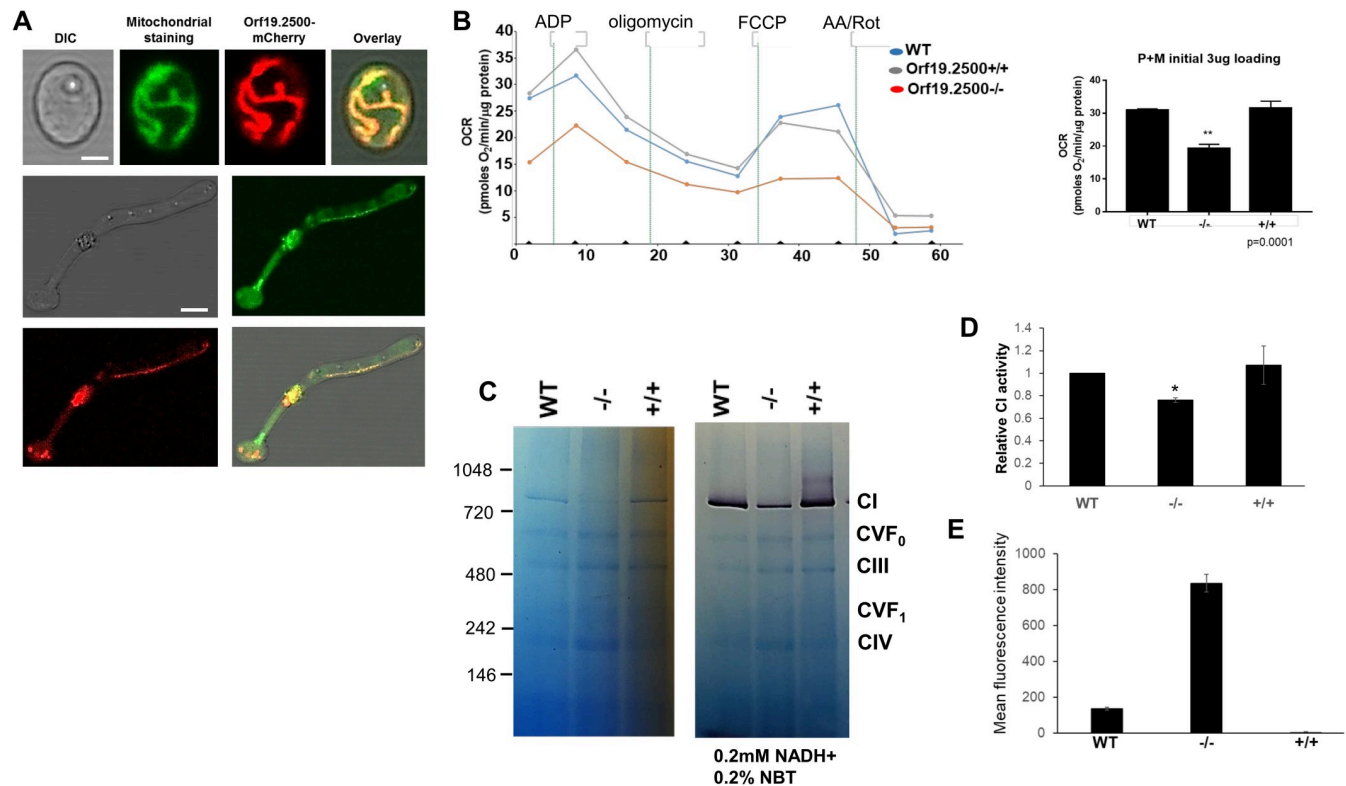 A
DIC
Mitochondrial
staining
Orf19.2500-
mCherry
Overlay
B
ADP
oligomycin
FCCP
AA/Rot
OCR
(pmoles O₂/min/µg protein)
40
35
30
25
20
15
10
5
0
0
10
20
30
40
50
60
WT
Orf19.2500+/+
Orf19.2500-/-
P+M initial 3ug loading
OCR
(pmoles O₂/min/µg protein)
40
30
20
10
0
**
WT
-/-
+/+
p=0.0001
C
WT
-/-
+/+
WT
-/-
+/+
1048
720
480
242
146
CI
CVF₀
CIII
CVF₁
CIV
0.2mM NADH+
0.2% NBT
D
Relative CI activity
1.4
1.2
1
0.8
0.6
0.4
0.2
0
*
WT
-/-
+/+
E
Mean fluorescence intensity
1000
800
600
400
200
0
WT
-/-
+/+